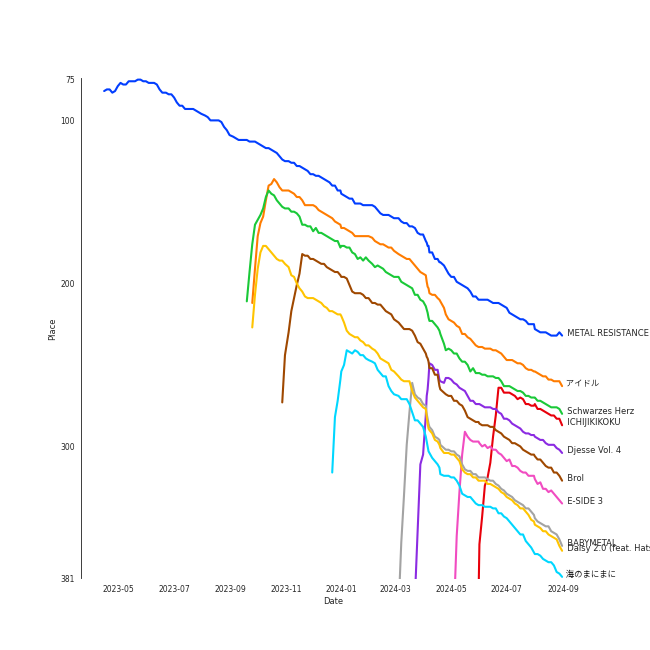 75
100
200
300
381
Place
METAL RESISTANCE
アイドル
Schwarzes Herz
ICHIJIKIKOKU
Djesse Vol. 4
Brol
E-SIDE 3
BABYMETAL
Daisy 2.0 (feat. Hats
海のまにまに
2023-05 2023-07 2023-09 2023-11 2024-01 2024-03 2024-05 2024-07 2024-09
Date